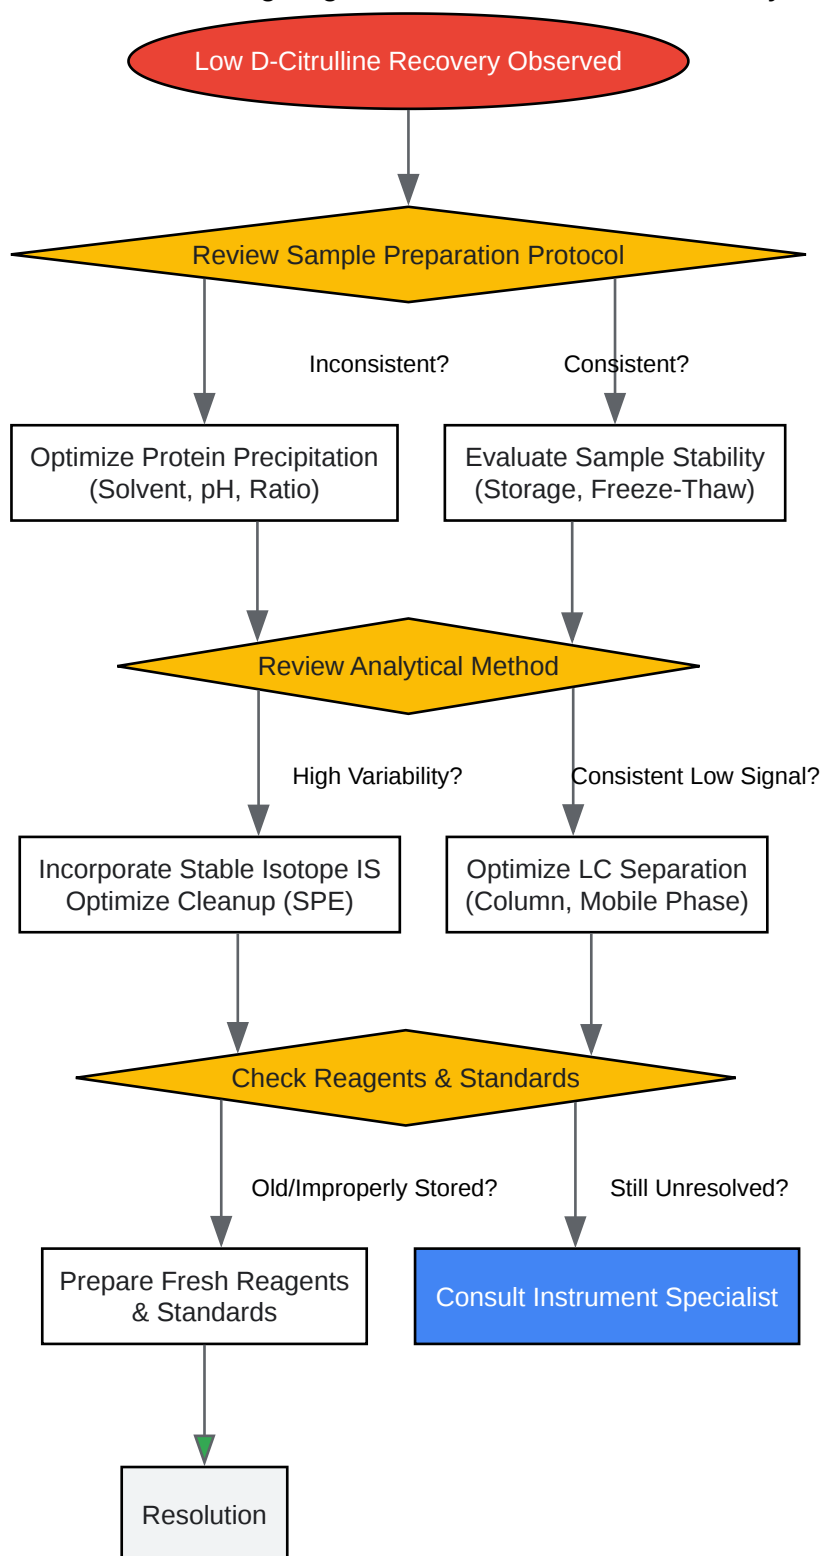 Low D-Citrulline Recovery Observed
Review Sample Preparation Protocol
Inconsistent?
Consistent?
Optimize Protein Precipitation
(Solvent, pH, Ratio)
Evaluate Sample Stability
(Storage, Freeze-Thaw)
Review Analytical Method
High Variability?
Consistent Low Signal?
Incorporate Stable Isotope IS
Optimize Cleanup (SPE)
Optimize LC Separation
(Column, Mobile Phase)
Check Reagents & Standards
Old/Improperly Stored?
Still Unresolved?
Prepare Fresh Reagents
& Standards
Consult Instrument Specialist
Resolution